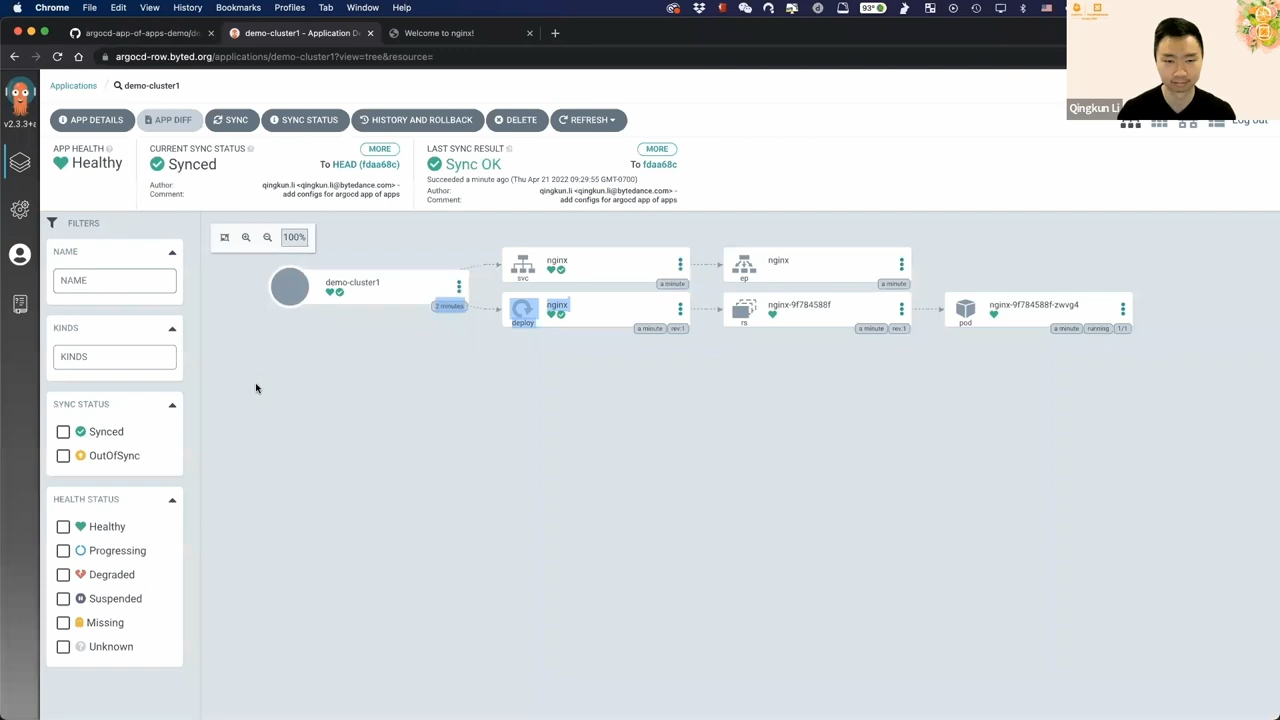 Chrome File Edit View History Bookmarks Profiles Tab Window Help
93°
argocd-app-of-apps-demo/de
demo-cluster1 - Application De
Welcome to nginx!
argocd-row.byted.org/applications/demo-cluster1?view=tree&resource=
Qingkun Li
v2.3.3+
Applications / demo-cluster1
APP DETAILS
APP DIFF
SYNC
SYNC STATUS
HISTORY AND ROLLBACK
DELETE
REFRESH
Log out
APP HEALTH
Healthy
CURRENT SYNC STATUS
MORE
Synced
To HEAD (fdaa68c)
Author: qingkun.li <qingkun.li@bytedance.com> -
Comment: add configs for argocd app of apps
LAST SYNC RESULT
MORE
Sync OK
To fdaa68c
Succeeded a minute ago (Thu Apr 21 2022 09:29:55 GMT-0700)
Author: qingkun.li <qingkun.li@bytedance.com> -
Comment: add configs for argocd app of apps
FILTERS
NAME
NAME
KINDS
KINDS
SYNC STATUS
Synced
OutOfSync
HEALTH STATUS
Healthy
Progressing
Degraded
Suspended
Missing
Unknown
100%
demo-cluster1
2 minutes
nginx
svc
a minute
nginx
ep
a minute
nginx
deploy
a minute rev:1
nginx-9f784588f
rs
a minute rev:1
nginx-9f784588f-zwvg4
pod
a minute running 1/1